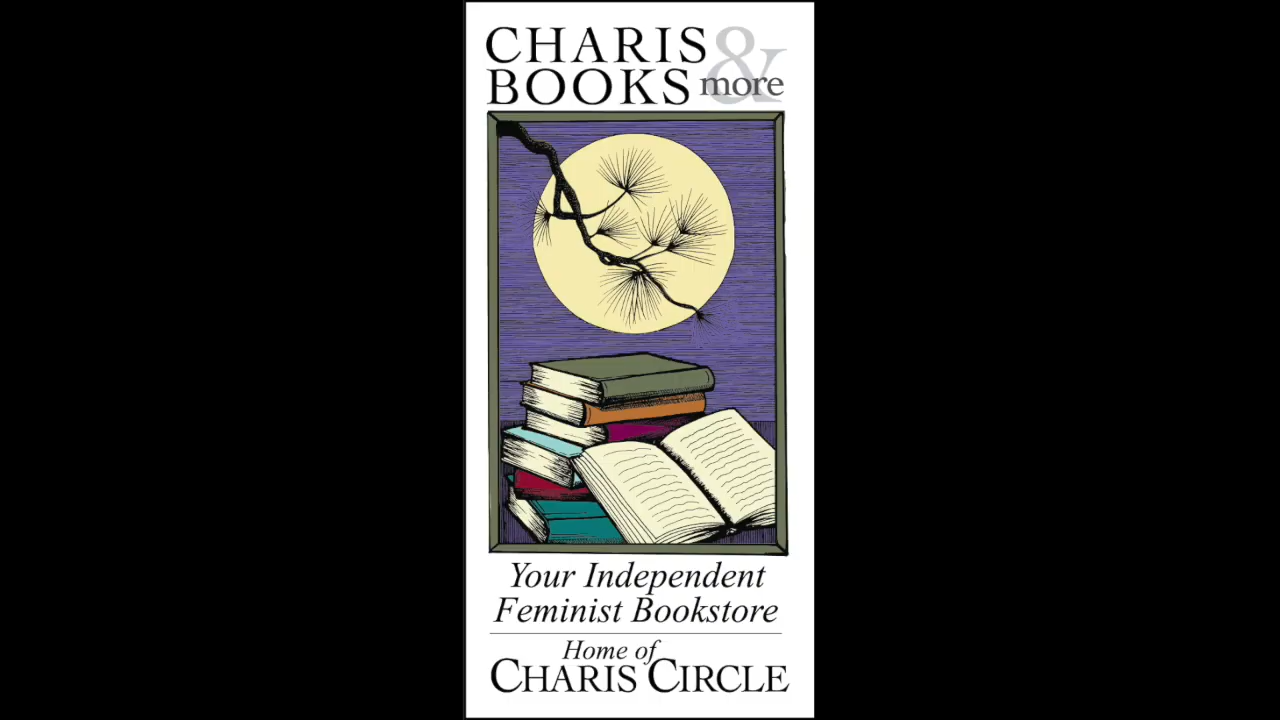 CHARIS &
BOOKS more
Your Independent
Feminist Bookstore
Home of
CHARIS CIRCLE